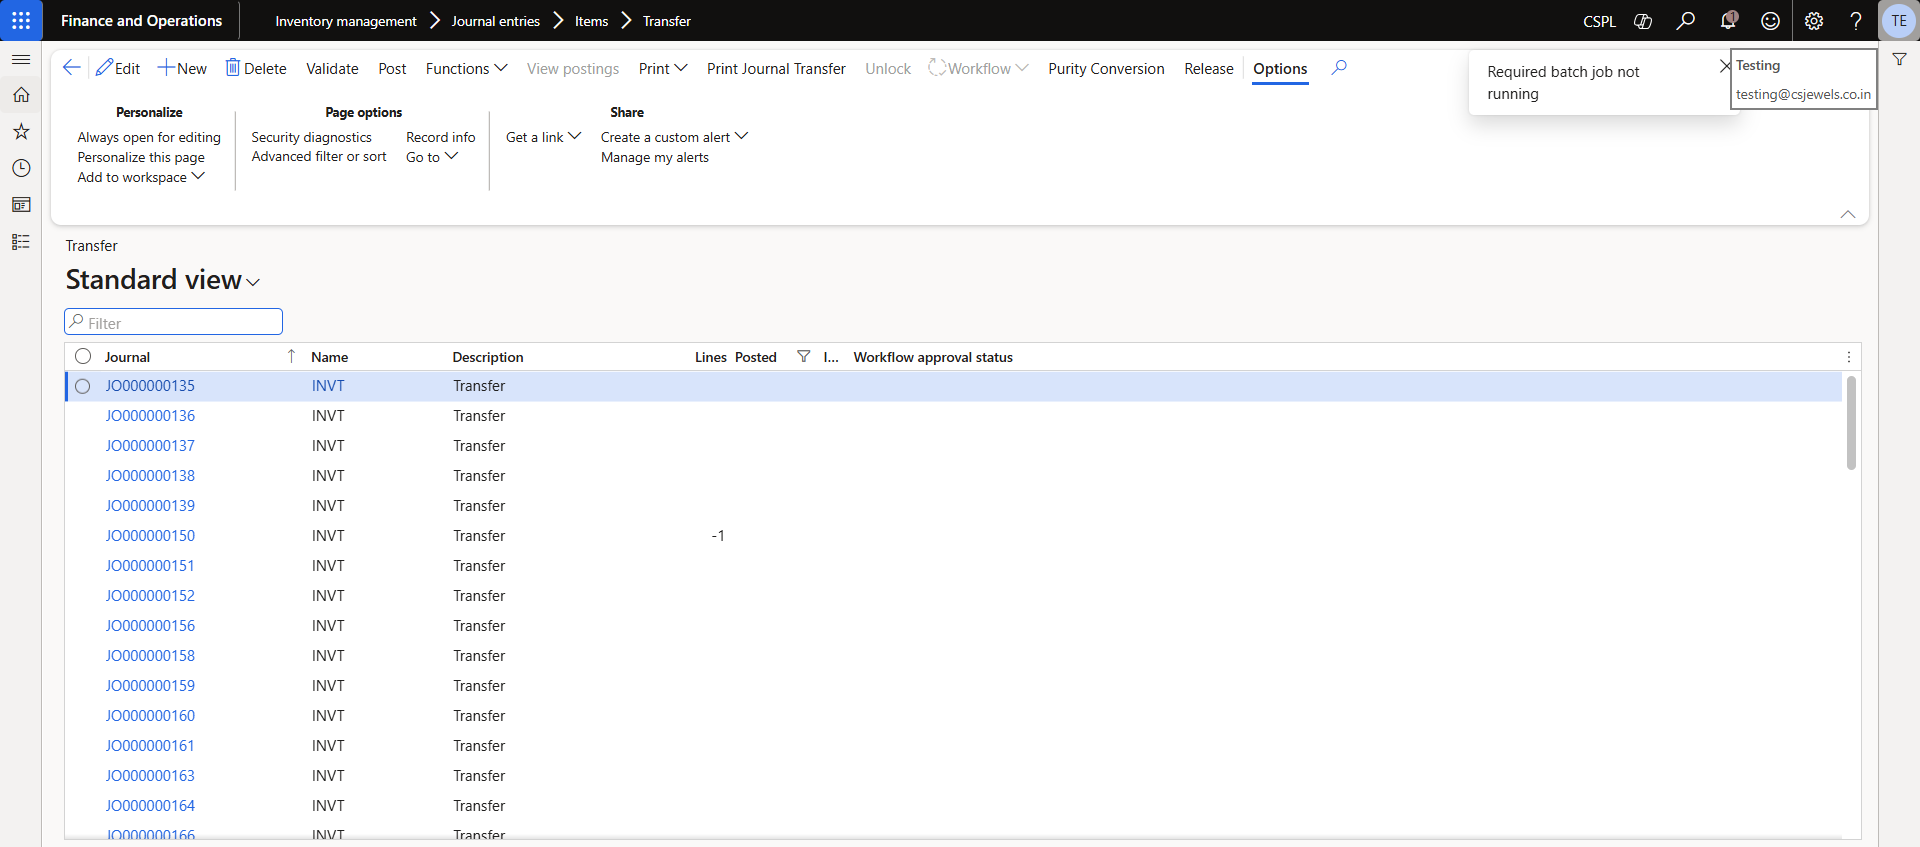 Finance and Operations
Inventory management > Journal entries > Items > Transfer
CSPL
1
TE
Edit
New
Delete
Validate
Post
Functions
View postings
Print
Print Journal Transfer
Unlock
Workflow
Purity Conversion
Release
Options
Required batch job not
running
Testing
testing@csjewels.co.in
Personalize
Always open for editing
Personalize this page
Add to workspace
Page options
Security diagnostics
Advanced filter or sort
Record info
Go to
Get a link
Share
Create a custom alert
Manage my alerts
Transfer
Standard view
Filter
Journal Name Description Lines Posted I... Workflow approval status
JO000000135 INVT Transfer
JO000000136 INVT Transfer
JO000000137 INVT Transfer
JO000000138 INVT Transfer
JO000000139 INVT Transfer
JO000000150 INVT Transfer -1
JO000000151 INVT Transfer
JO000000152 INVT Transfer
JO000000156 INVT Transfer
JO000000158 INVT Transfer
JO000000159 INVT Transfer
JO000000160 INVT Transfer
JO000000161 INVT Transfer
JO000000163 INVT Transfer
JO000000164 INVT Transfer
JO000000166 INVT Transfer